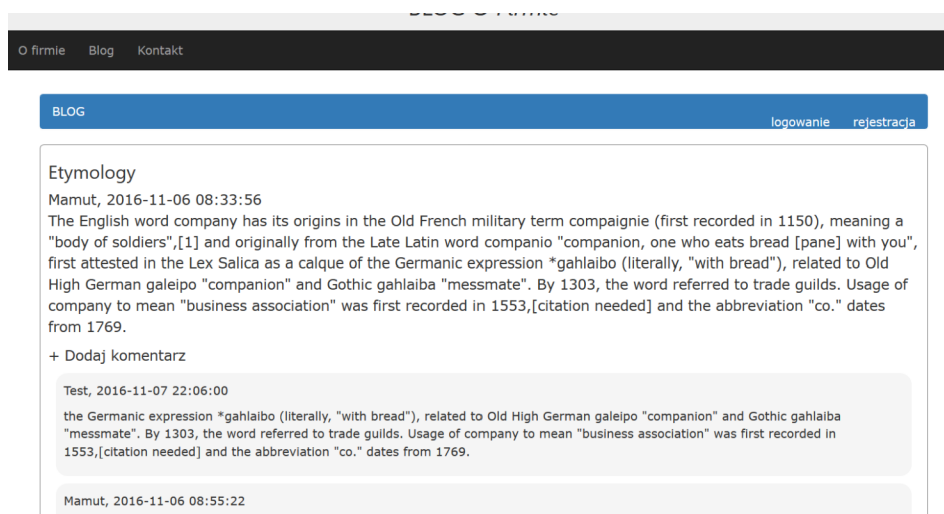 BLOG O Firmie
O firmie Blog Kontakt
BLOG
logowanie rejestracja
Etymology
Mamut, 2016-11-06 08:33:56
The English word company has its origins in the Old French military term compaignie (first recorded in 1150), meaning a
"body of soldiers",[1] and originally from the Late Latin word companio "companion, one who eats bread [pane] with you",
first attested in the Lex Salica as a calque of the Germanic expression *gahlaibo (literally, "with bread"), related to Old
High German galeipo "companion" and Gothic gahlaiba "messmate". By 1303, the word referred to trade guilds. Usage of
company to mean "business association" was first recorded in 1553,[citation needed] and the abbreviation "co." dates
from 1769.
+ Dodaj komentarz
Test, 2016-11-07 22:06:00
the Germanic expression *gahlaibo (literally, "with bread"), related to Old High German galeipo "companion" and Gothic gahlaiba
"messmate". By 1303, the word referred to trade guilds. Usage of company to mean "business association" was first recorded in
1553,[citation needed] and the abbreviation "co." dates from 1769.
Mamut, 2016-11-06 08:55:22